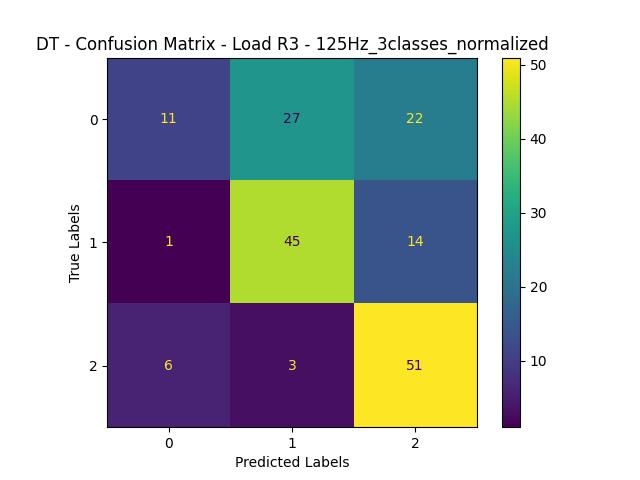 DT - Confusion Matrix - Load R3 - 125Hz_3classes_normalized
50
0 11 27 22
40
30
True Labels
1 1 45 14
20
2 6 3 51
10
0 1 2
Predicted Labels